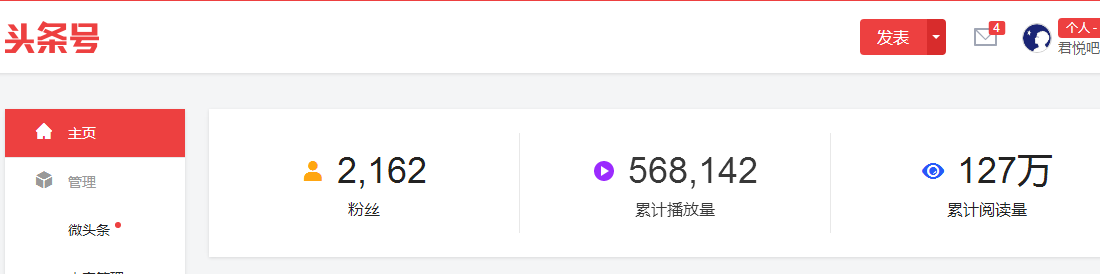 头条号
发表
4
个人 -
君悦吧
主页
管理
微头条
2,162
粉丝
568,142
累计播放量
127万
累计阅读量